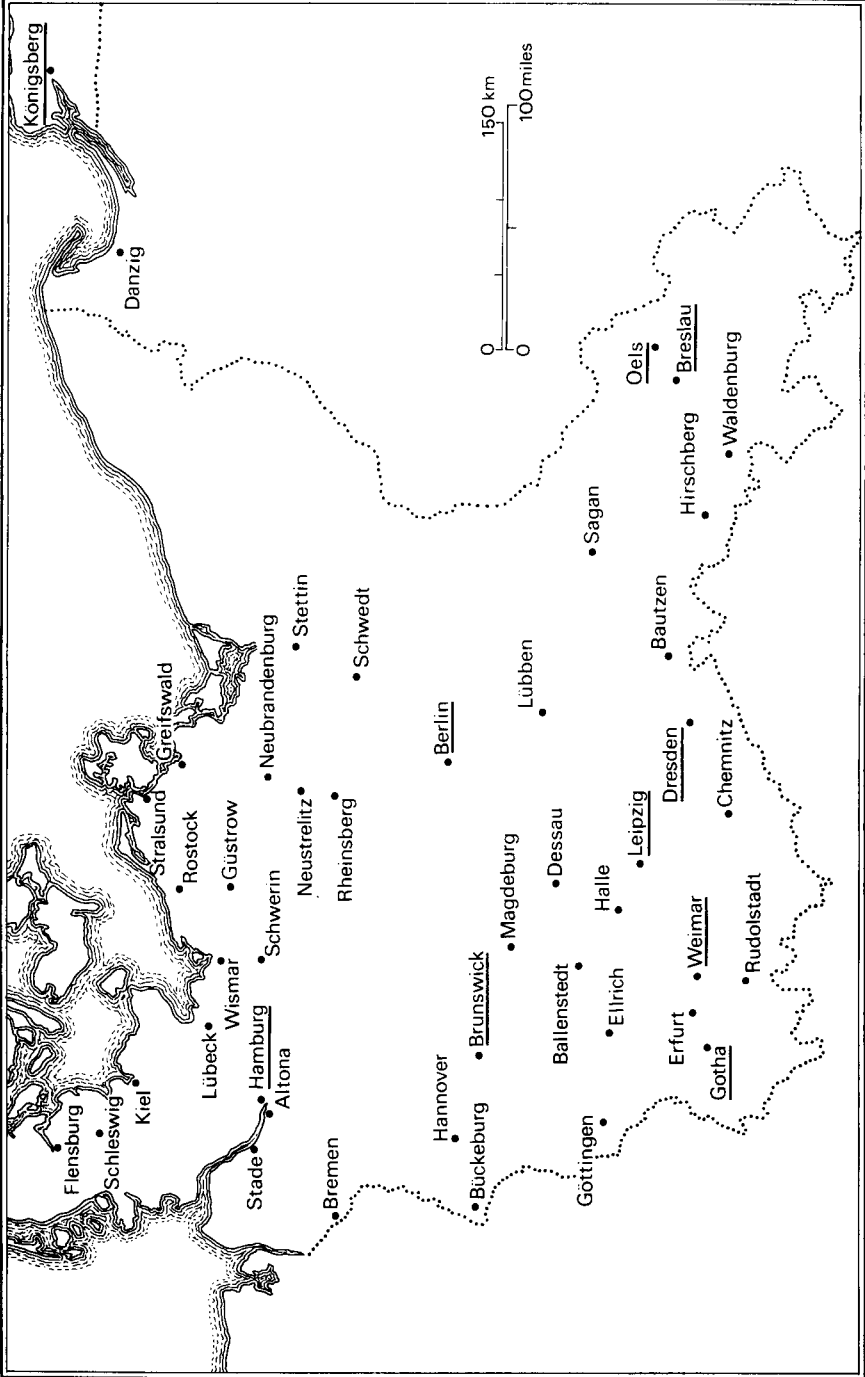 Königsberg
Danzig
Flensburg
Schleswig
Kiel
Stralsund
Greifswald
Rostock
Lübeck
Wismar
Güstrow
Stade
Hamburg
Altona
Schwerin
Neubrandenburg
Neustrelitz
Stettin
Bremen
Rheinsberg
Schwedt
Hannover
Berlin
Bückeburg
Brunswick
Magdeburg
0 150 km
0 100 miles
Lübben
Dessau
Ballenstedt
Göttingen
Ellrich
Halle
Sagan
Leipzig
Oels
Bautzen
Breslau
Erfurt
Weimar
Dresden
Gotha
Hirschberg
Rudolstadt
Chemnitz
Waldenburg